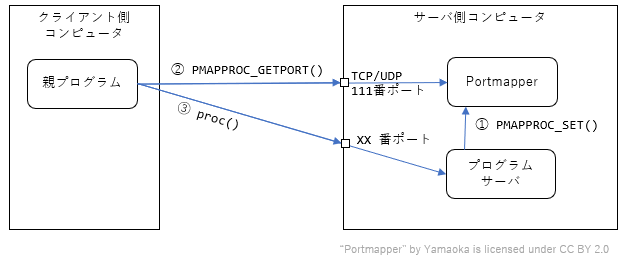 クライアント側
コンピュータ
親プログラム
サーバ側コンピュータ
② PMAPPROC_GETPORT()
③ proc()
TCP/UDP
111番ポート
Portmapper
① PMAPPROC_SET()
XX 番ポート
プログラム
サーバ
“Portmapper” by Yamaoka is licensed under CC BY 2.0